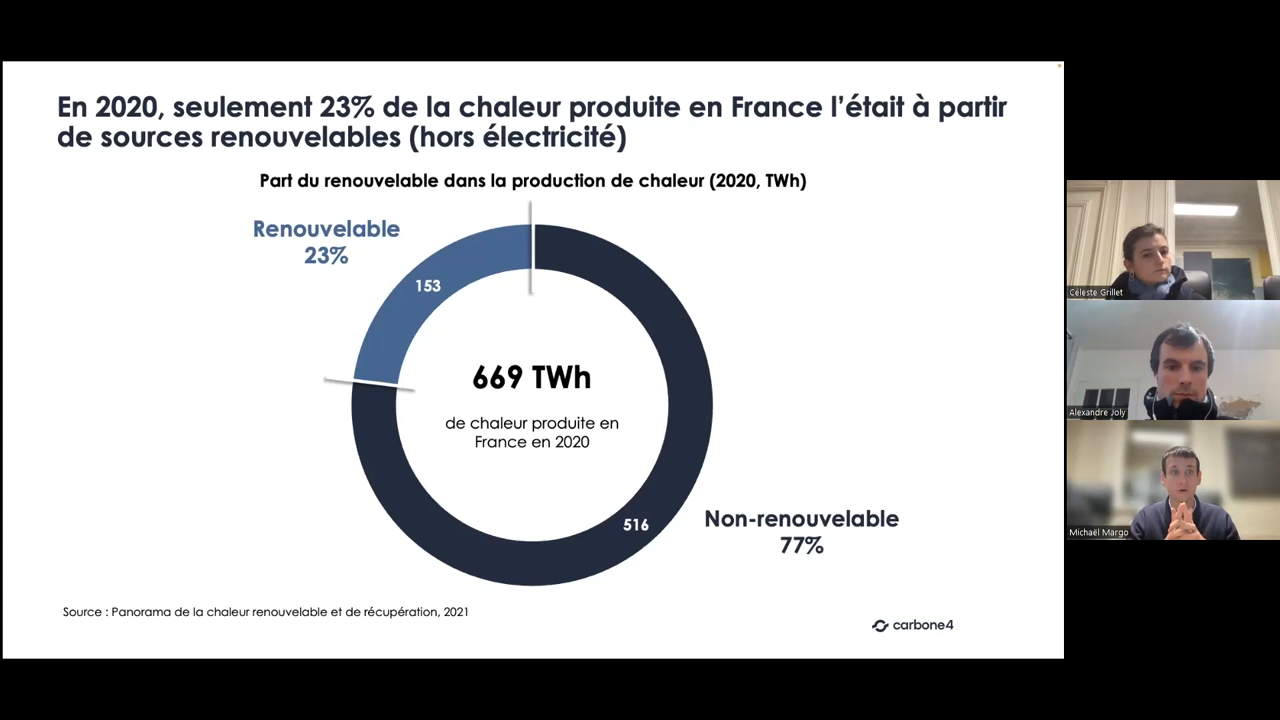 En 2020, seulement 23% de la chaleur produite en France l’était à partir
de sources renouvelables (hors électricité)
Part du renouvelable dans la production de chaleur (2020, TWh)
Renouvelable
23%
153
669 TWh
de chaleur produite en
France en 2020
516
Non-renouvelable
77%
Source : Panorama de la chaleur renouvelable et de récupération, 2021
carbone4
Céleste Grillet
Alexandre Joly
Michaël Margo